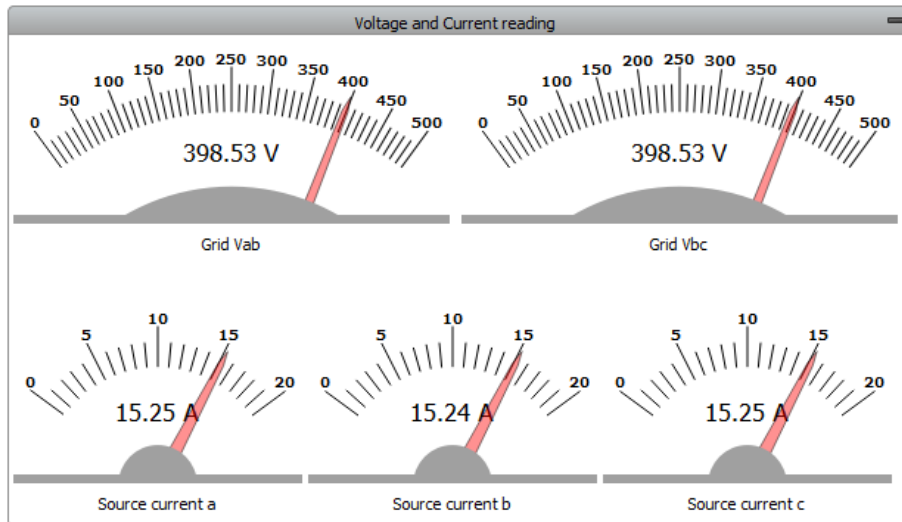 Voltage and Current reading
0 50 100 150 200 250 300 350 400 450 500
398.53 V
Grid Vab
0 50 100 150 200 250 300 350 400 450 500
398.53 V
Grid Vbc
0 5 10 15 20
15.25 A
Source current a
0 5 10 15 20
15.24 A
Source current b
0 5 10 15 20
15.25 A
Source current c